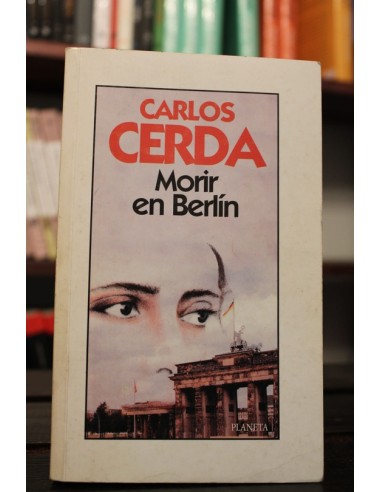 CARLOS
CERDA
Morir
en Berlín
PLANETA